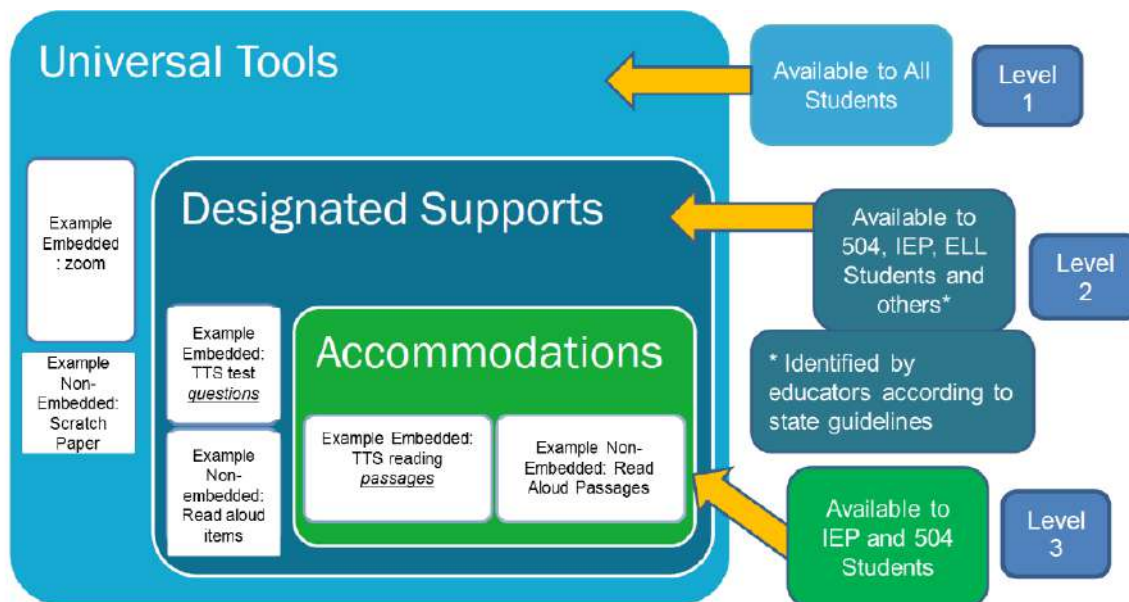 Universal Tools
Available to All
Students
Level
1
Example
Embedded
: zoom
Example
Non-
Embedded:
Scratch
Paper
Designated Supports
Available to
504, IEP, ELL
Students and
others*
Level
2
* Identified by
educators according to
state guidelines
Example
Embedded:
TTS test
questions
Example
Non-
embedded:
Read aloud
items
Accommodations
Example Embedded:
TTS reading
passages
Example Non-
Embedded: Read
Aloud Passages
Available to
IEP and 504
Students
Level
3